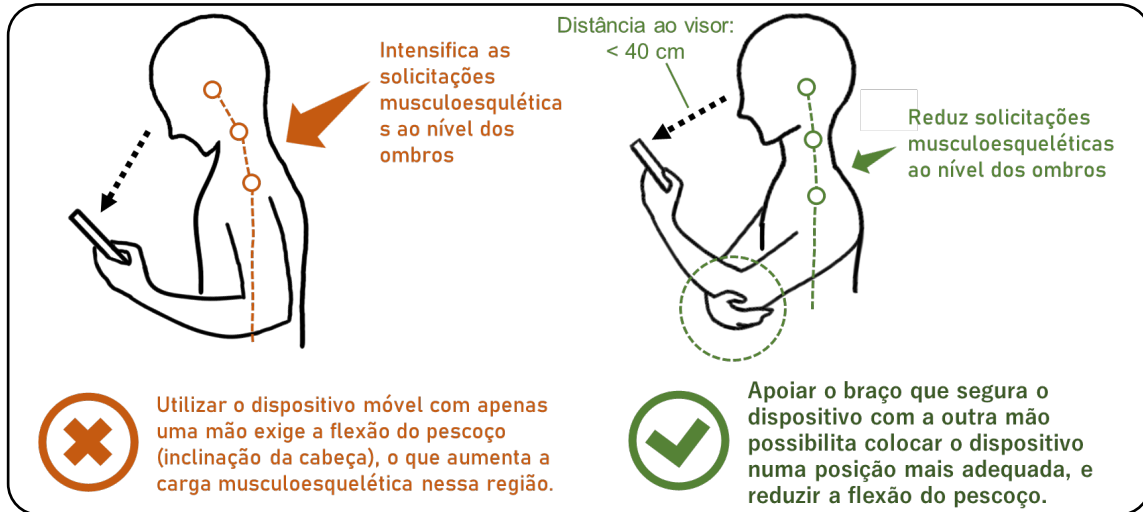 Intensifica as
solicitações
musculoesqulética
s ao nível dos
ombros
Distância ao visor:
< 40 cm
Reduz solicitações
musculoesqueléticas
ao nível dos ombros
Utilizar o dispositivo móvel com apenas
uma mão exige a flexão do pescoço
(inclinação da cabeça), o que aumenta a
carga musculoesquelética nessa região.
Apoiar o braço que segura o
dispositivo com a outra mão
possibilita colocar o dispositivo
numa posição mais adequada, e
reduzir a flexão do pescoço.